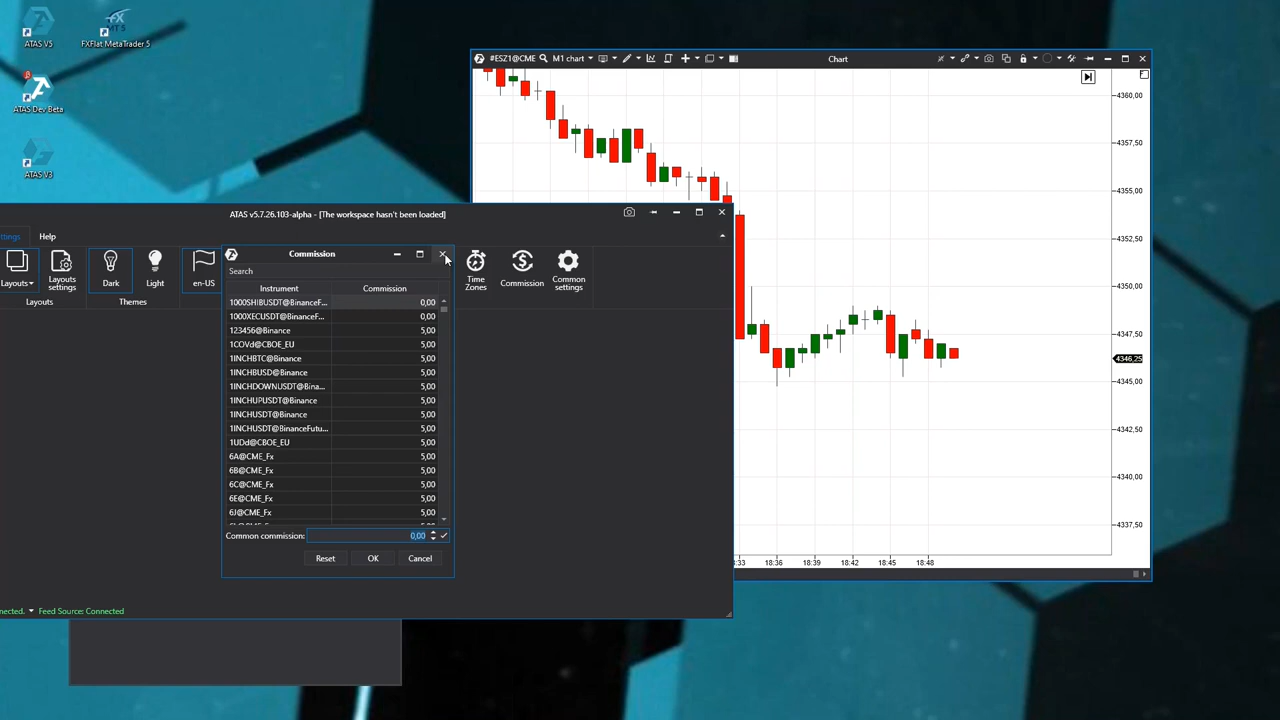 ATAS V5
FXFlat MetaTrader 5
ATAS Dev Beta
ATAS V3
#ESZ1@CME
M1 chart
Chart
4360,00
4357,50
4355,00
4352,50
4350,00
4347,50
4346,25
4345,00
4342,50
4340,00
4337,50
:33
18:36
18:39
18:42
18:45
18:48
ATAS v5.7.26.103-alpha - [The workspace hasn't been loaded]
ttings
Help
Layouts
Layouts
settings
Dark
Light
en-US
Time
Zones
Commission
Common
settings
Layouts
Themes
Commission
Search
Instrument Commission
1000SHIBUSDT@BinanceF... 0,00
1000XECUSDT@BinanceF... 0,00
123456@Binance 5,00
1COVd@CBOE_EU 5,00
1INCHBTC@Binance 5,00
1INCHBUSD@Binance 5,00
1INCHDOWNUSDT@Bina... 5,00
1INCHUPUSDT@Binance 5,00
1INCHUSDT@Binance 5,00
1INCHUSDT@BinanceFutu... 5,00
1UDd@CBOE_EU 5,00
6A@CME_Fx 5,00
6B@CME_Fx 5,00
6C@CME_Fx 5,00
6E@CME_Fx 5,00
6J@CME_Fx 5,00
Common commission: 0,00
Reset OK Cancel
nected.
Feed Source: Connected